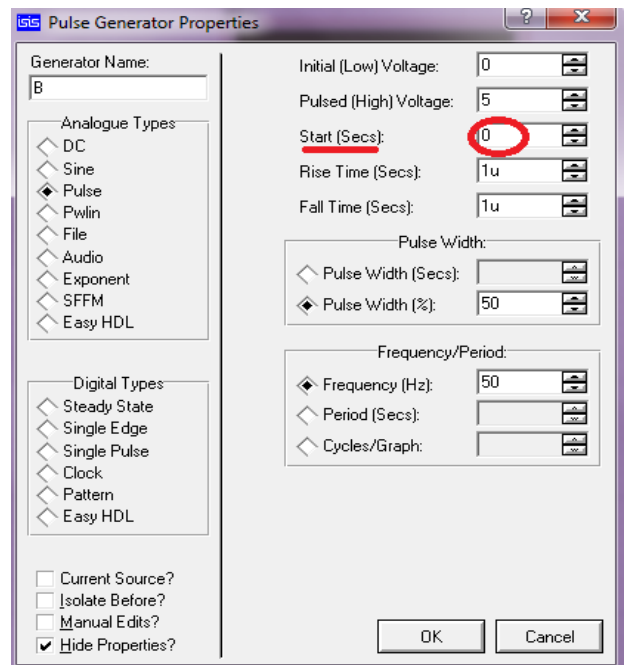 isis Pulse Generator Properties
Generator Name:
B
Analogue Types
DC
Sine
Pulse
Pwlin
File
Audio
Exponent
SFFM
Easy HDL
Digital Types
Steady State
Single Edge
Single Pulse
Clock
Pattern
Easy HDL
Current Source?
Isolate Before?
Manual Edits?
Hide Properties?
Initial (Low) Voltage: 0
Pulsed (High) Voltage: 5
Start (Secs): 0
Rise Time (Secs): 1u
Fall Time (Secs): 1u
Pulse Width:
Pulse Width (Secs):
Pulse Width (%): 50
Frequency/Period:
Frequency (Hz): 50
Period (Secs):
Cycles/Graph:
OK Cancel